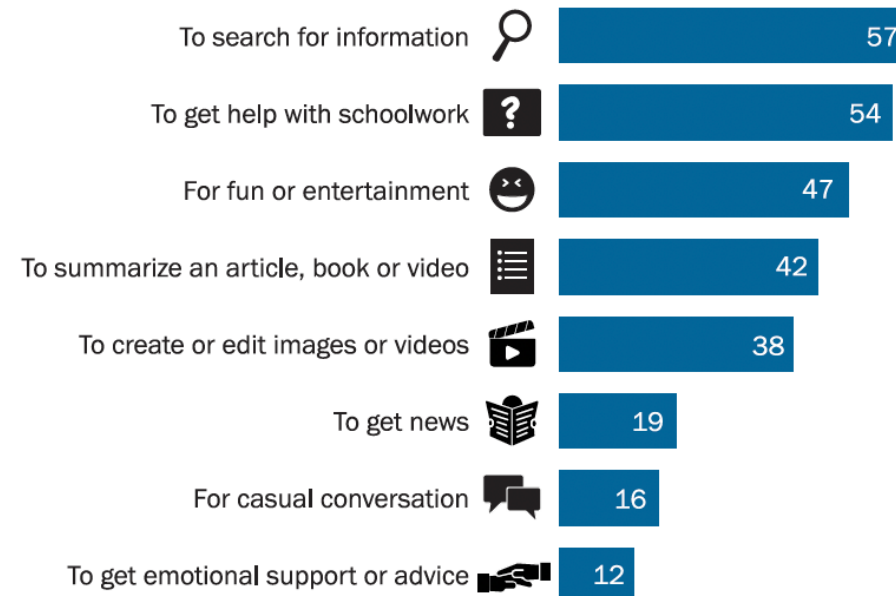 To search for information 57
To get help with schoolwork ? 54
For fun or entertainment 47
To summarize an article, book or video 42
To create or edit images or videos 38
To get news 19
For casual conversation 16
To get emotional support or advice 12